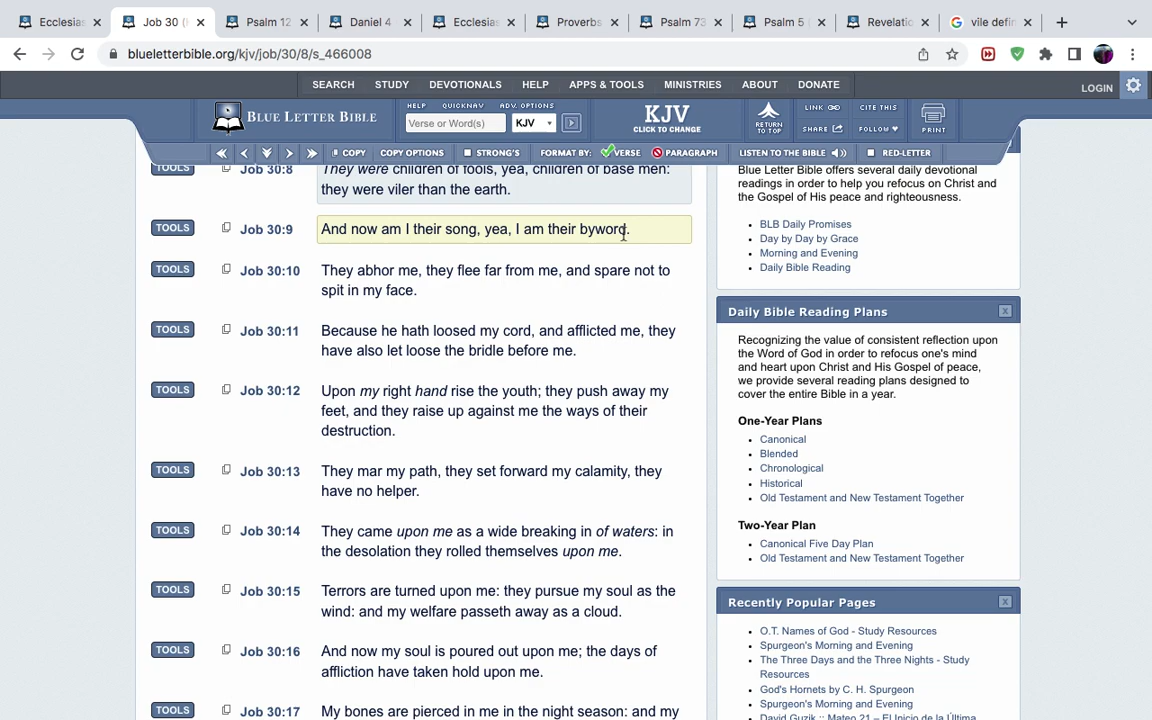 Ecclesias
Job 30 (
Psalm 12
Daniel 4
Ecclesias
Proverbs
Psalm 73
Psalm 5 (
Revelatio
vile defin
blueletterbible.org/kjv/job/30/8/s_466008
SEARCH STUDY DEVOTIONALS HELP APPS & TOOLS MINISTRIES ABOUT DONATE LOGIN
BLUE LETTER BIBLE
HELP QUICKNAV ADV. OPTIONS
Verse or Word(s) KJV
KJV
CLICK TO CHANGE
RETURN
TO TOP
LINK
SHARE
CITE THIS
FOLLOW
PRINT
COPY COPY OPTIONS STRONG'S FORMAT BY: VERSE PARAGRAPH LISTEN TO THE BIBLE RED-LETTER
TOOLS Job 30:8 They were children of fools, yea, children of base men:
they were viler than the earth.
TOOLS Job 30:9 And now am I their song, yea, I am their byword.
TOOLS Job 30:10 They abhor me, they flee far from me, and spare not to
spit in my face.
TOOLS Job 30:11 Because he hath loosed my cord, and afflicted me, they
have also let loose the bridle before me.
TOOLS Job 30:12 Upon my right hand rise the youth; they push away my
feet, and they raise up against me the ways of their
destruction.
TOOLS Job 30:13 They mar my path, they set forward my calamity, they
have no helper.
TOOLS Job 30:14 They came upon me as a wide breaking in of waters: in
the desolation they rolled themselves upon me.
TOOLS Job 30:15 Terrors are turned upon me: they pursue my soul as the
wind: and my welfare passeth away as a cloud.
TOOLS Job 30:16 And now my soul is poured out upon me; the days of
affliction have taken hold upon me.
TOOLS Job 30:17 My bones are pierced in me in the night season: and my
Blue Letter Bible offers several daily devotional
readings in order to help you refocus on Christ and
the Gospel of His peace and righteousness.
BLB Daily Promises
Day by Day by Grace
Morning and Evening
Daily Bible Reading
Daily Bible Reading Plans
Recognizing the value of consistent reflection upon
the Word of God in order to refocus one's mind
and heart upon Christ and His Gospel of peace,
we provide several reading plans designed to
cover the entire Bible in a year.
One-Year Plans
Canonical
Blended
Chronological
Historical
Old Testament and New Testament Together
Two-Year Plan
Canonical Five Day Plan
Old Testament and New Testament Together
Recently Popular Pages
O.T. Names of God - Study Resources
Spurgeon's Morning and Evening
The Three Days and the Three Nights - Study
Resources
God's Hornets by C. H. Spurgeon
Spurgeon's Morning and Evening
David Guzik :: Mateo 21 – El Inicio de la Última